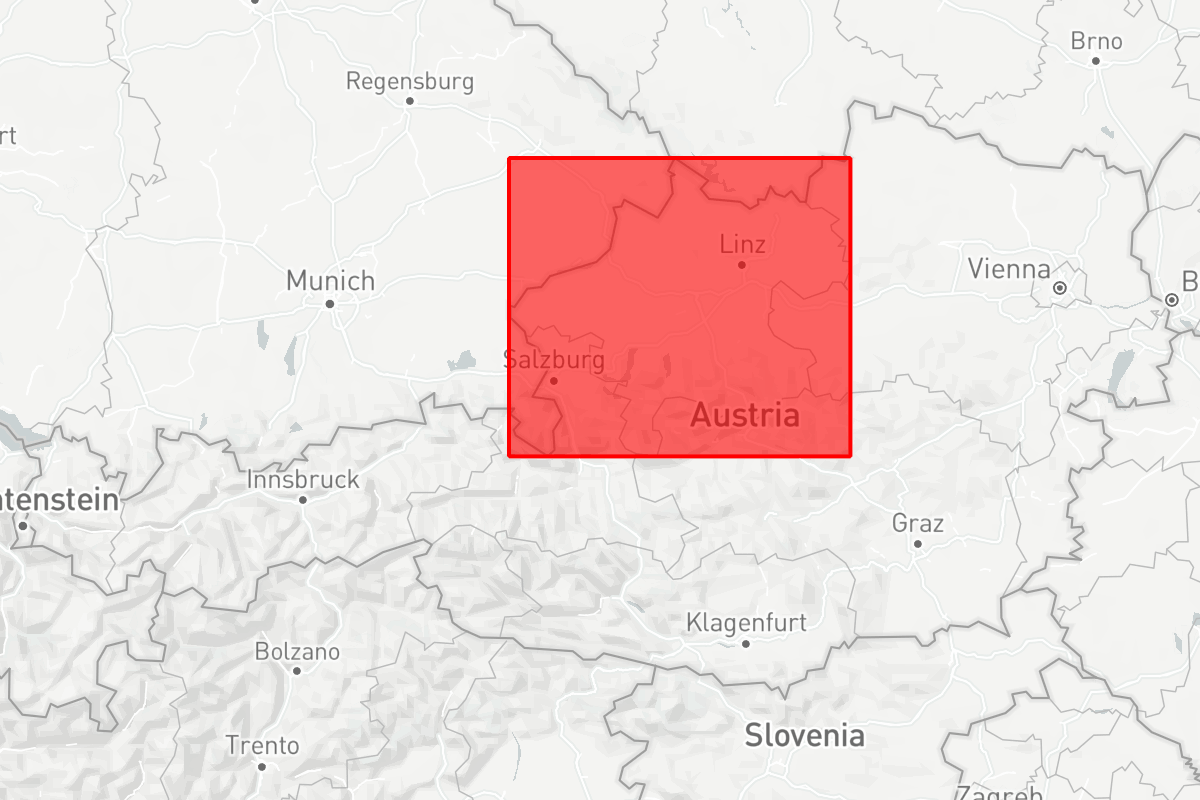 Brno
Regensburg
rt
Linz
Vienna
Munich
B
Salzburg
Austria
Innsbruck
ntenstein
Graz
Klagenfurt
Bolzano
Slovenia
Trento
Zagreb